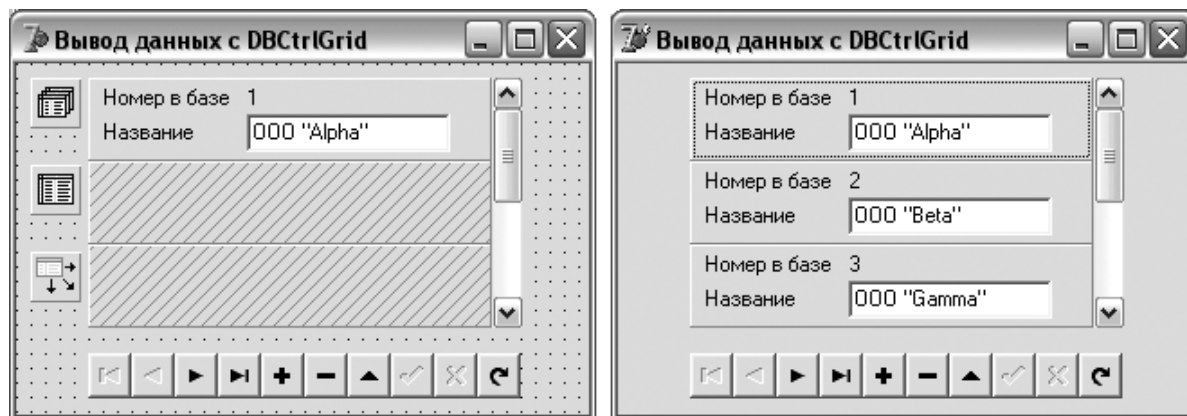 Вывод данных с DBCtrlGrid
Номер в базе 1
Название ООО "Alpha"
Вывод данных с DBCtrlGrid
Номер в базе 1
Название ООО "Alpha"
Номер в базе 2
Название ООО "Beta"
Номер в базе 3
Название ООО "Gamma"